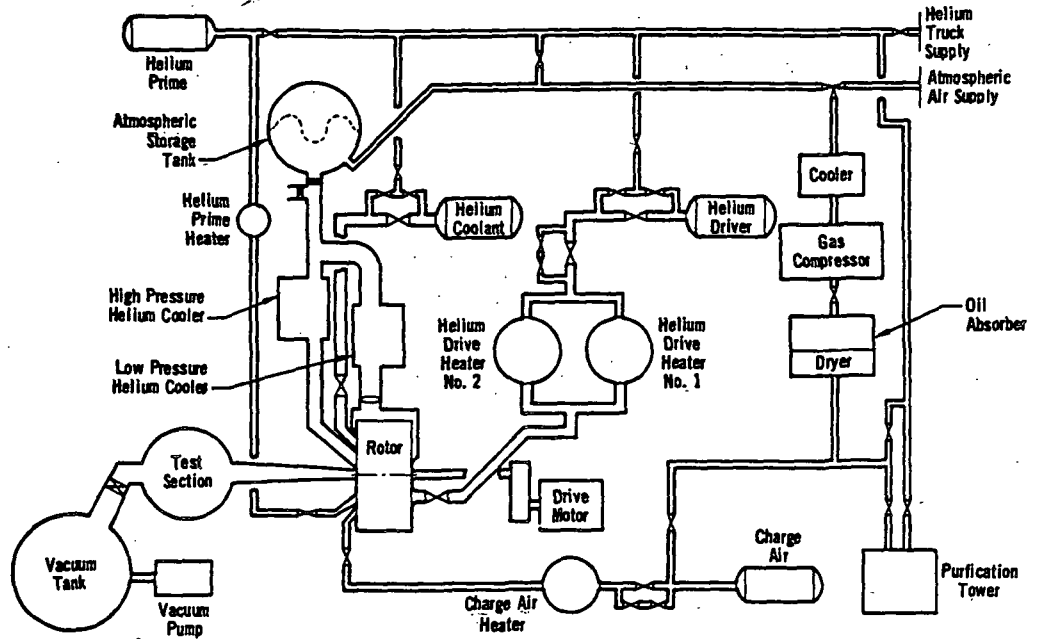 Helium
Truck
Supply
Helium
Prime
Atmospheric
Air Supply
Atmospheric
Storage
Tank
Cooler
Helium
Prime
Heater
Helium
Coolant
Helium
Driver
Gas
Compressor
High Pressure
Helium Cooler
Oil
Absorber
Helium
Drive
Heater
No. 2
Helium
Drive
Heater
No. 1
Dryer
Low Pressure
Helium Cooler
Rotor
Test
Section
Drive
Motor
Vacuum
Tank
Charge
Air
Purfication
Tower
Vacuum
Pump
Charge Air
Heater